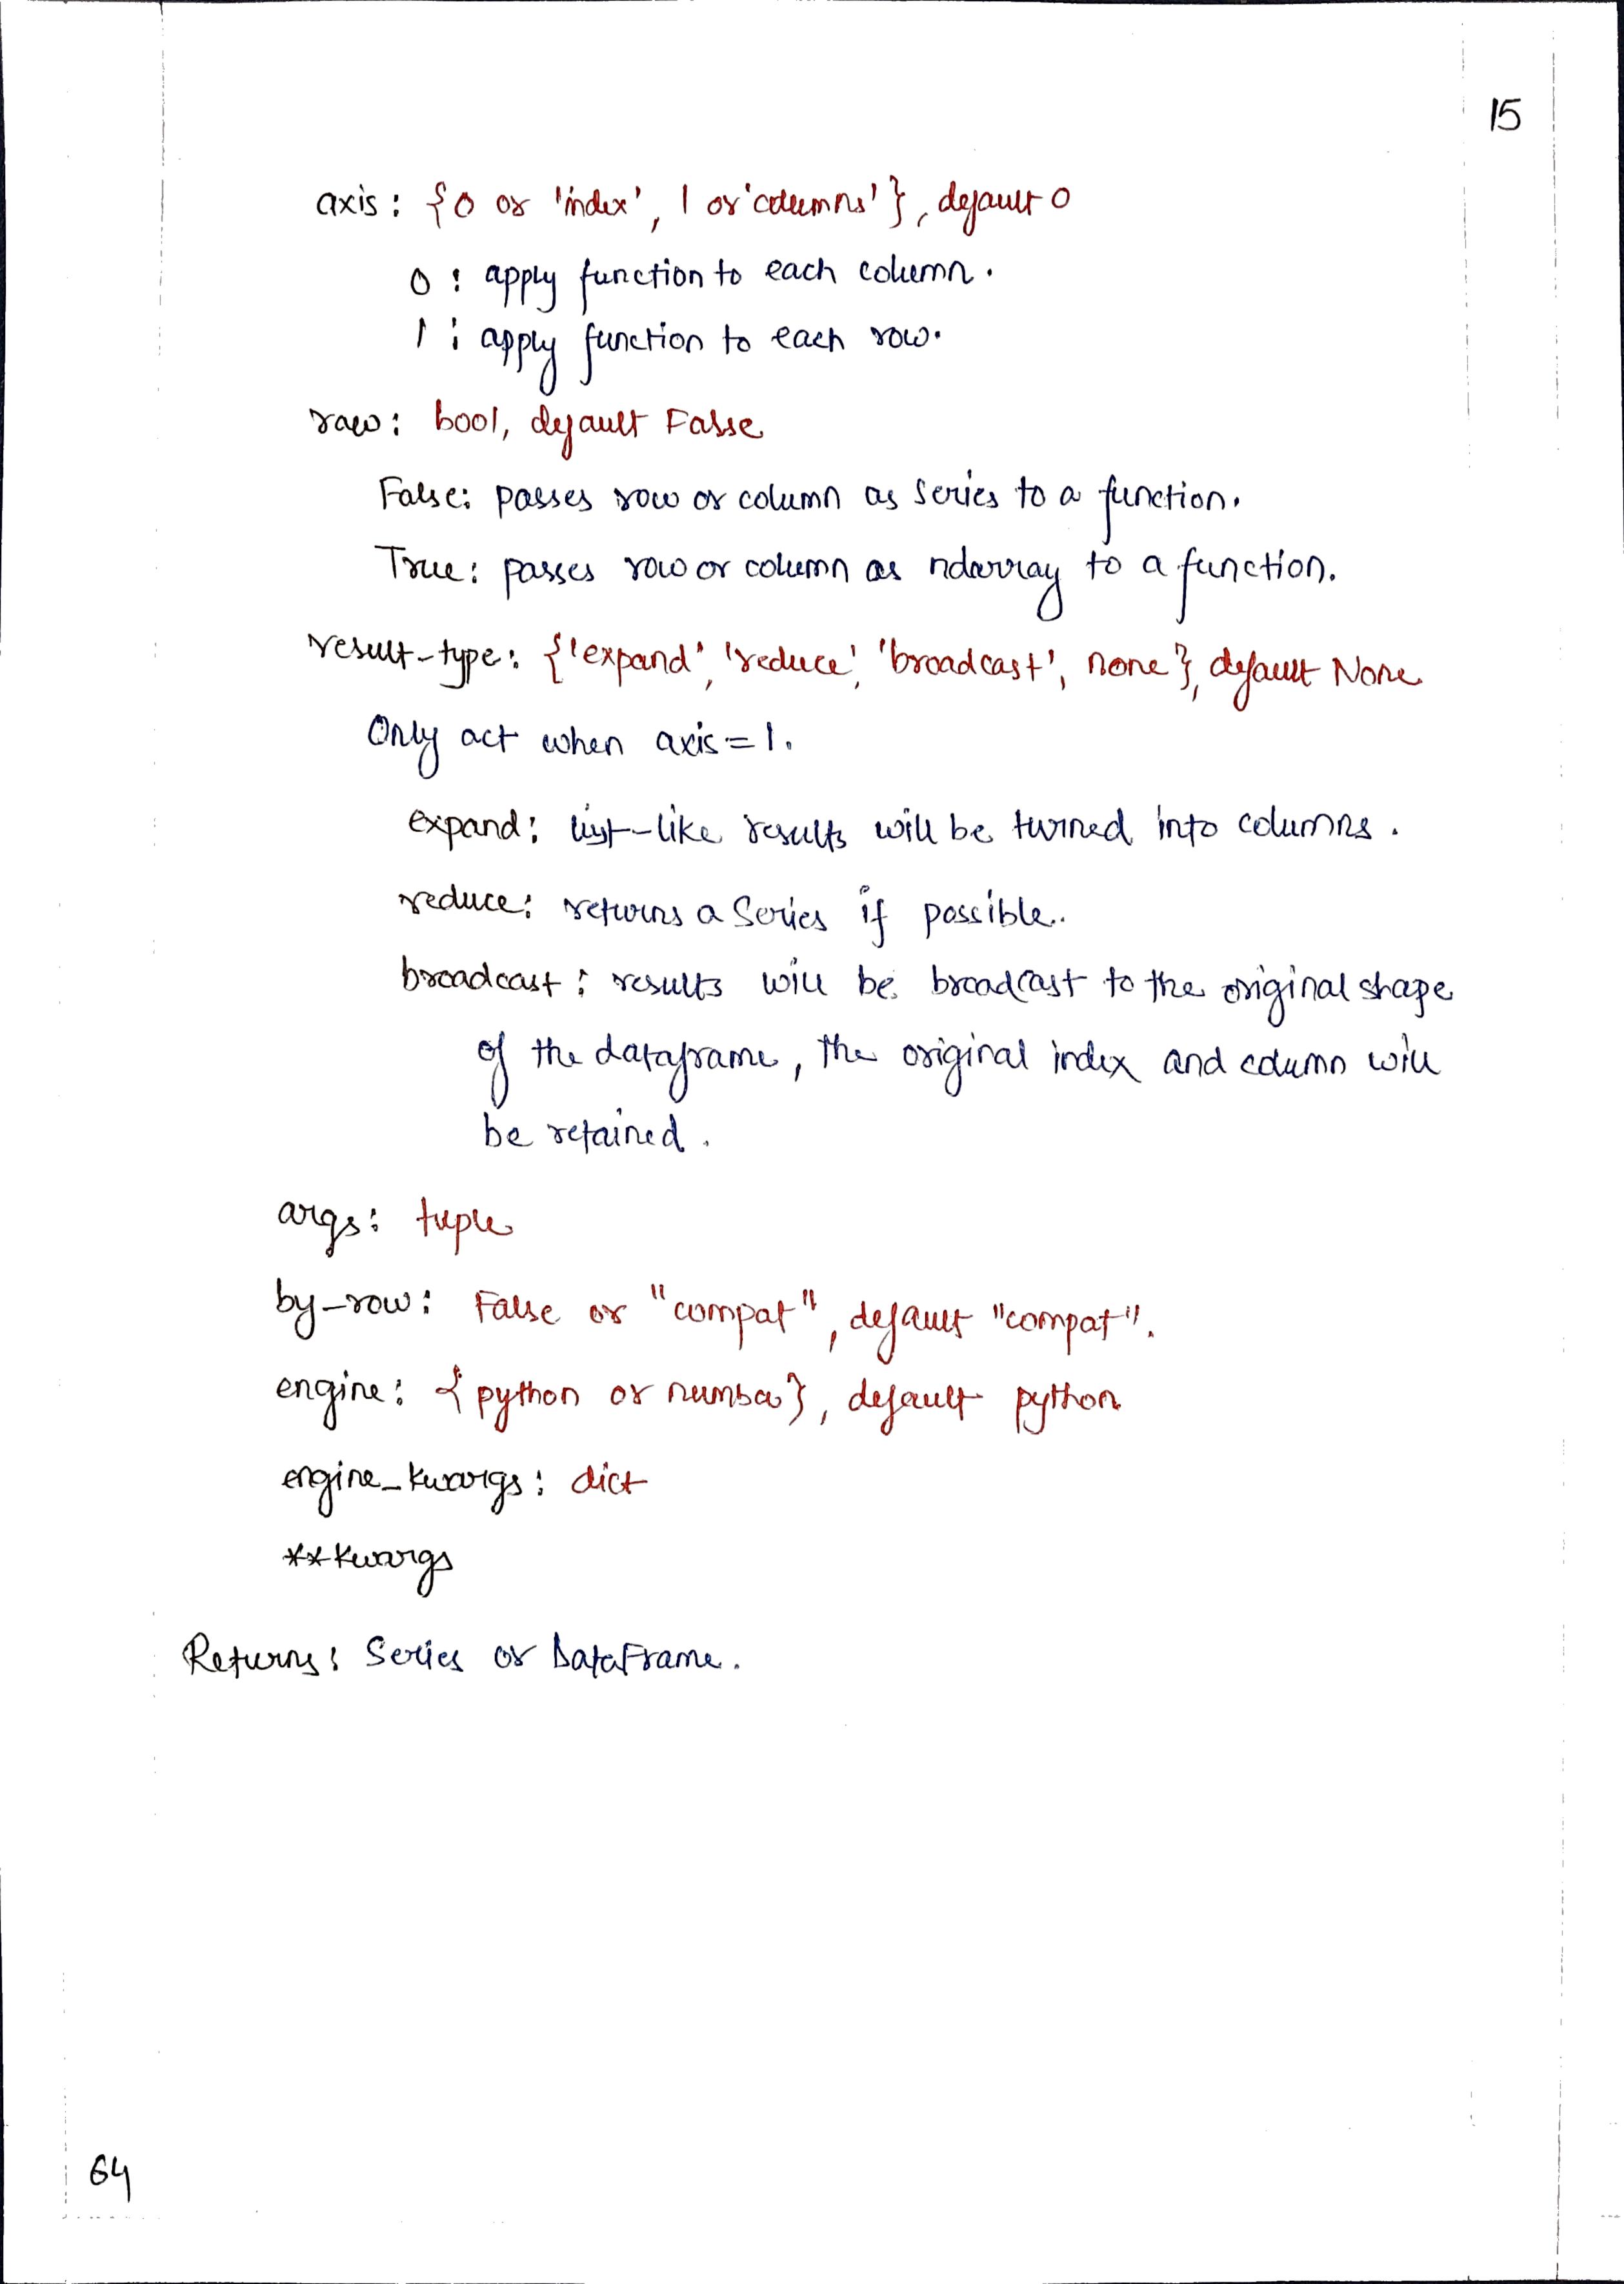 15
axis: {0 or 'index', 1 or 'columns'}, default 0
0: apply function to each column.
1: apply function to each row.
raw: bool, default False
False: passes row or column as series to a function.
True: passes row or column as ndarray to a function.
result-type: {'expand', 'reduce', 'broadcast', none}, default None
Only act when axis=1.
expand: list-like results will be turned into columns.
reduce: returns a Series if possible.
broadcast: results will be broadcast to the original shape
of the dataframe, the original index and column will
be retained.
args: tuple
by-row: False or "compat", default "compat".
engine: {python or numba}, default python
engine_kwargs: dict
**kwargs
Returns: Series or DataFrame.
64